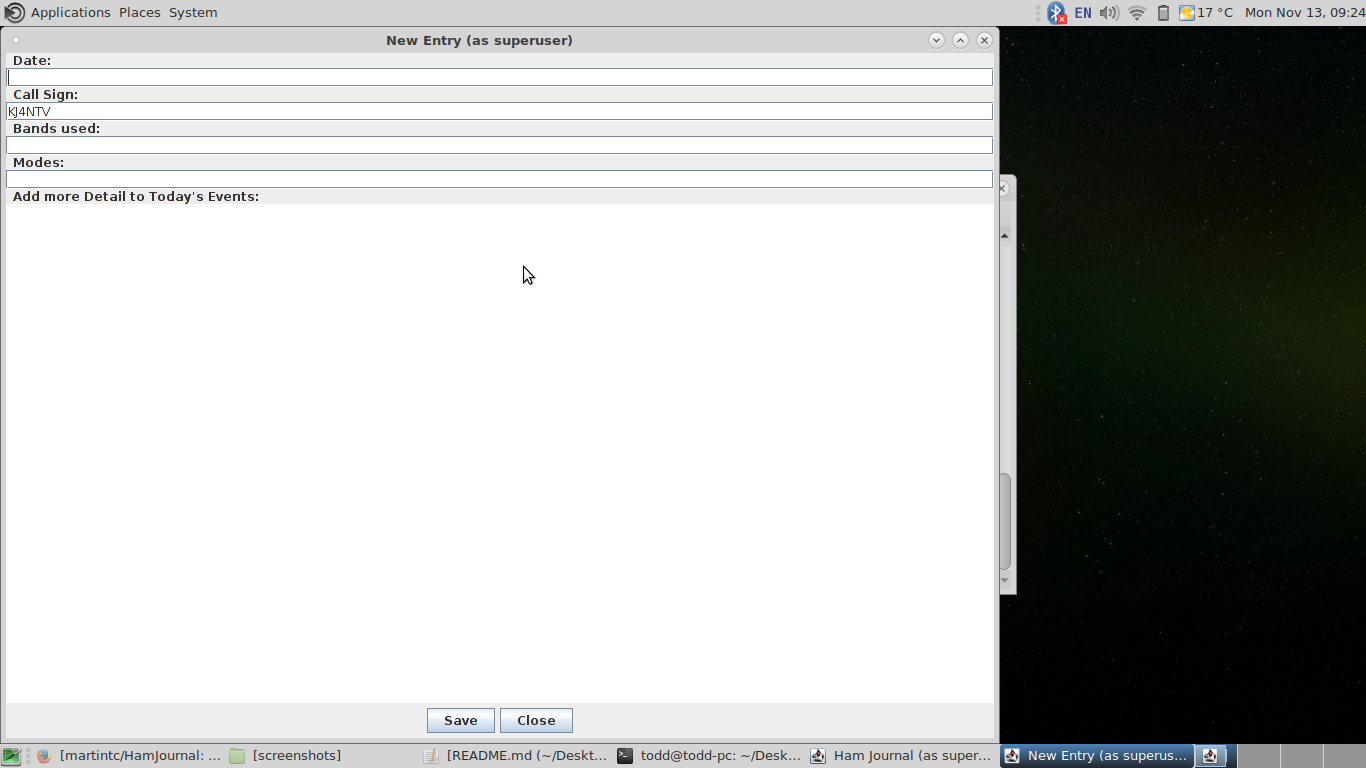 Applications Places System EN 17 °C Mon Nov 13, 09:24
New Entry (as superuser)
Date:
Call Sign:
KJ4NTV
Bands used:
Modes:
Add more Detail to Today's Events:
Save Close
[martintc/HamJournal: ... [screenshots] [README.md (~/Deskt... todd@todd-pc: ~/Desk... Ham Journal (as super... New Entry (as superus...